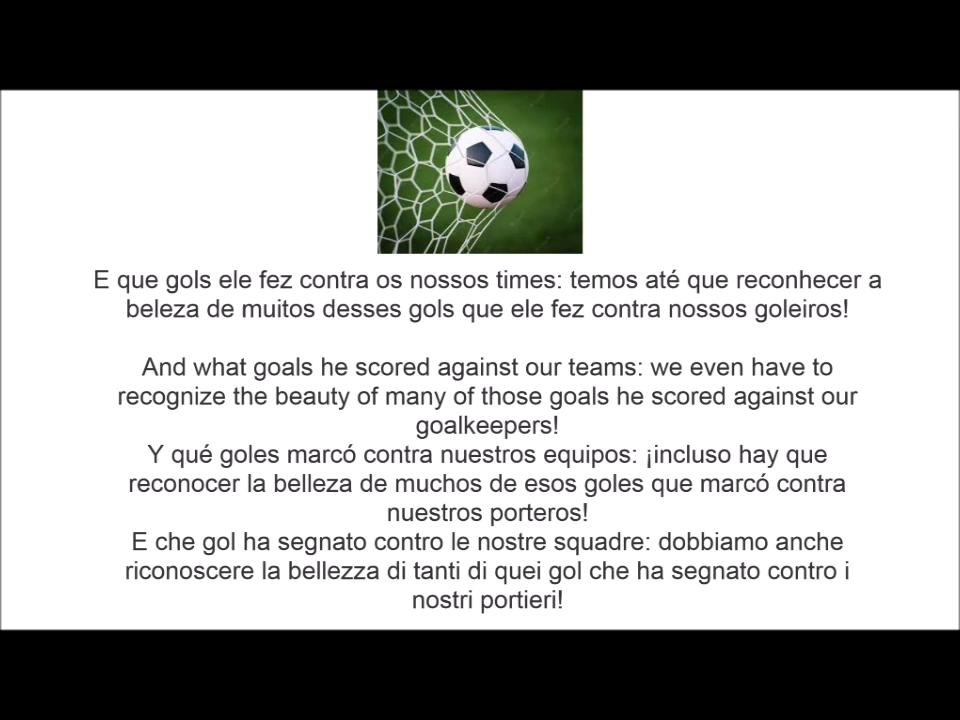 E que gols ele fez contra os nossos times: temos até que reconhecer a
beleza de muitos desses gols que ele fez contra nossos goleiros!
And what goals he scored against our teams: we even have to
recognize the beauty of many of those goals he scored against our
goalkeepers!
Y qué goles marcó contra nuestros equipos: ¡incluso hay que
reconocer la belleza de muchos de esos goles que marcó contra
nuestros porteros!
E che gol ha segnato contro le nostre squadre: dobbiamo anche
riconoscere la bellezza di tanti di quei gol che ha segnato contro i
nostri portieri!